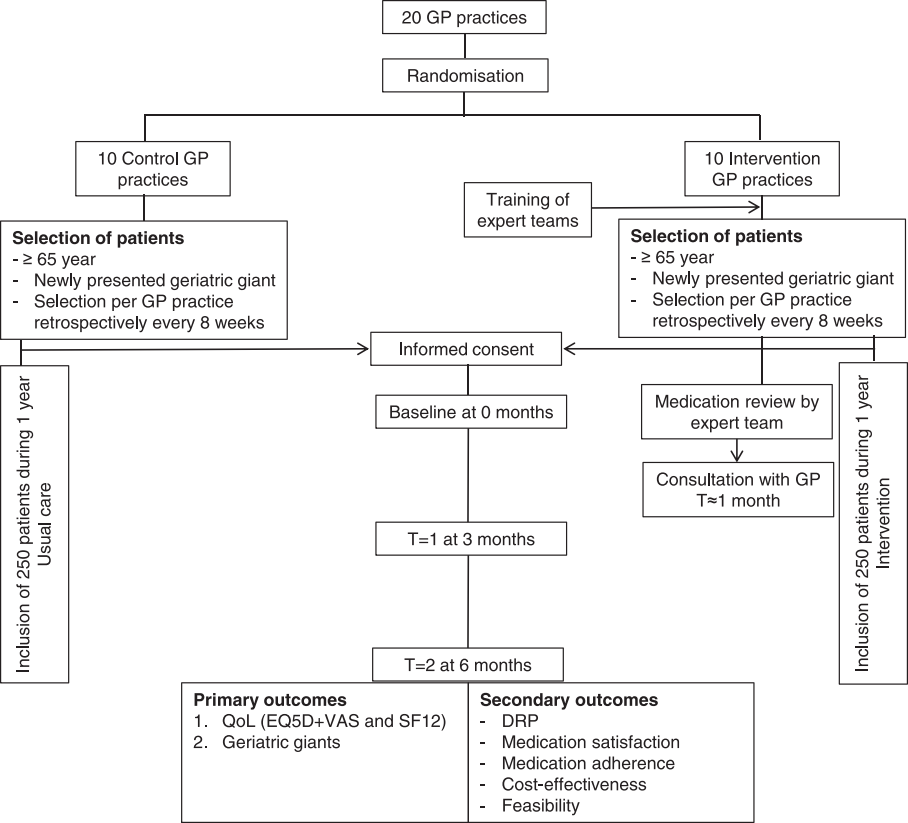 20 GP practices
Randomisation
10 Control GP
practices
10 Intervention
GP practices
Training of
expert teams
Selection of patients
- ≥ 65 year
- Newly presented geriatric giant
- Selection per GP practice
retrospectively every 8 weeks
Selection of patients
- ≥ 65 year
- Newly presented geriatric giant
- Selection per GP practice
retrospectively every 8 weeks
Informed consent
Inclusion of 250 patients during 1 year
Usual care
Baseline at 0 months
Medication review by
expert team
Consultation with GP
T≈1 month
Inclusion of 250 patients during 1 year
Intervention
T=1 at 3 months
T=2 at 6 months
Primary outcomes
1. QoL (EQ5D+VAS and SF12)
2. Geriatric giants
Secondary outcomes
- DRP
- Medication satisfaction
- Medication adherence
- Cost-effectiveness
- Feasibility